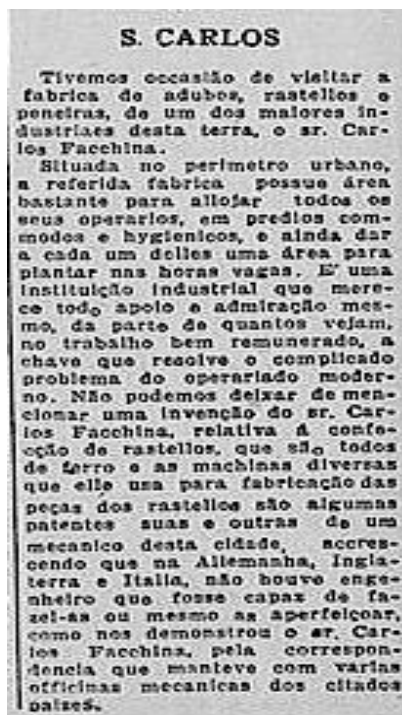 S. CARLOS
Tivemos occasião de visitar a
fabrica de adubos, rastellos e
peneiras, de um dos maiores in-
dustriaes desta terra, o sr. Car-
los Facchina.
Situada no perimetro urbano,
a referida fabrica possue área
bastante para allojar todos os
seus operarios, em predios com-
modos e hygienicos, e ainda dar
a cada um delles uma área para
plantar nas horas vagas. E' uma
instituição industrial que mere-
ce todo apoio e admiração mes-
mo, da parte de quantos vejam,
no trabalho bem remunerado, a
chave que resolve o complicado
problema do operariado moder-
no. Não podemos deixar de men-
cionar uma invenção do sr. Car-
los Facchina, relativa á confe-
cção de rastellos, que são todos
de ferro e as machinas diversas
que elle usa para fabricação das
peças dos rastellos são algumas
patentes suas e outras de um
mecanico desta cidade, accres-
cendo que na Allemanha, Ingla-
terra e Italia, não houve enge-
nheiro que fosse capaz de fa-
zel-as ou mesmo as aperfeiçoar,
como nos demonstrou o sr. Car-
los Facchina, pela correspon-
dencia que manteve com varias
officinas mecanicas dos citados
paizes.